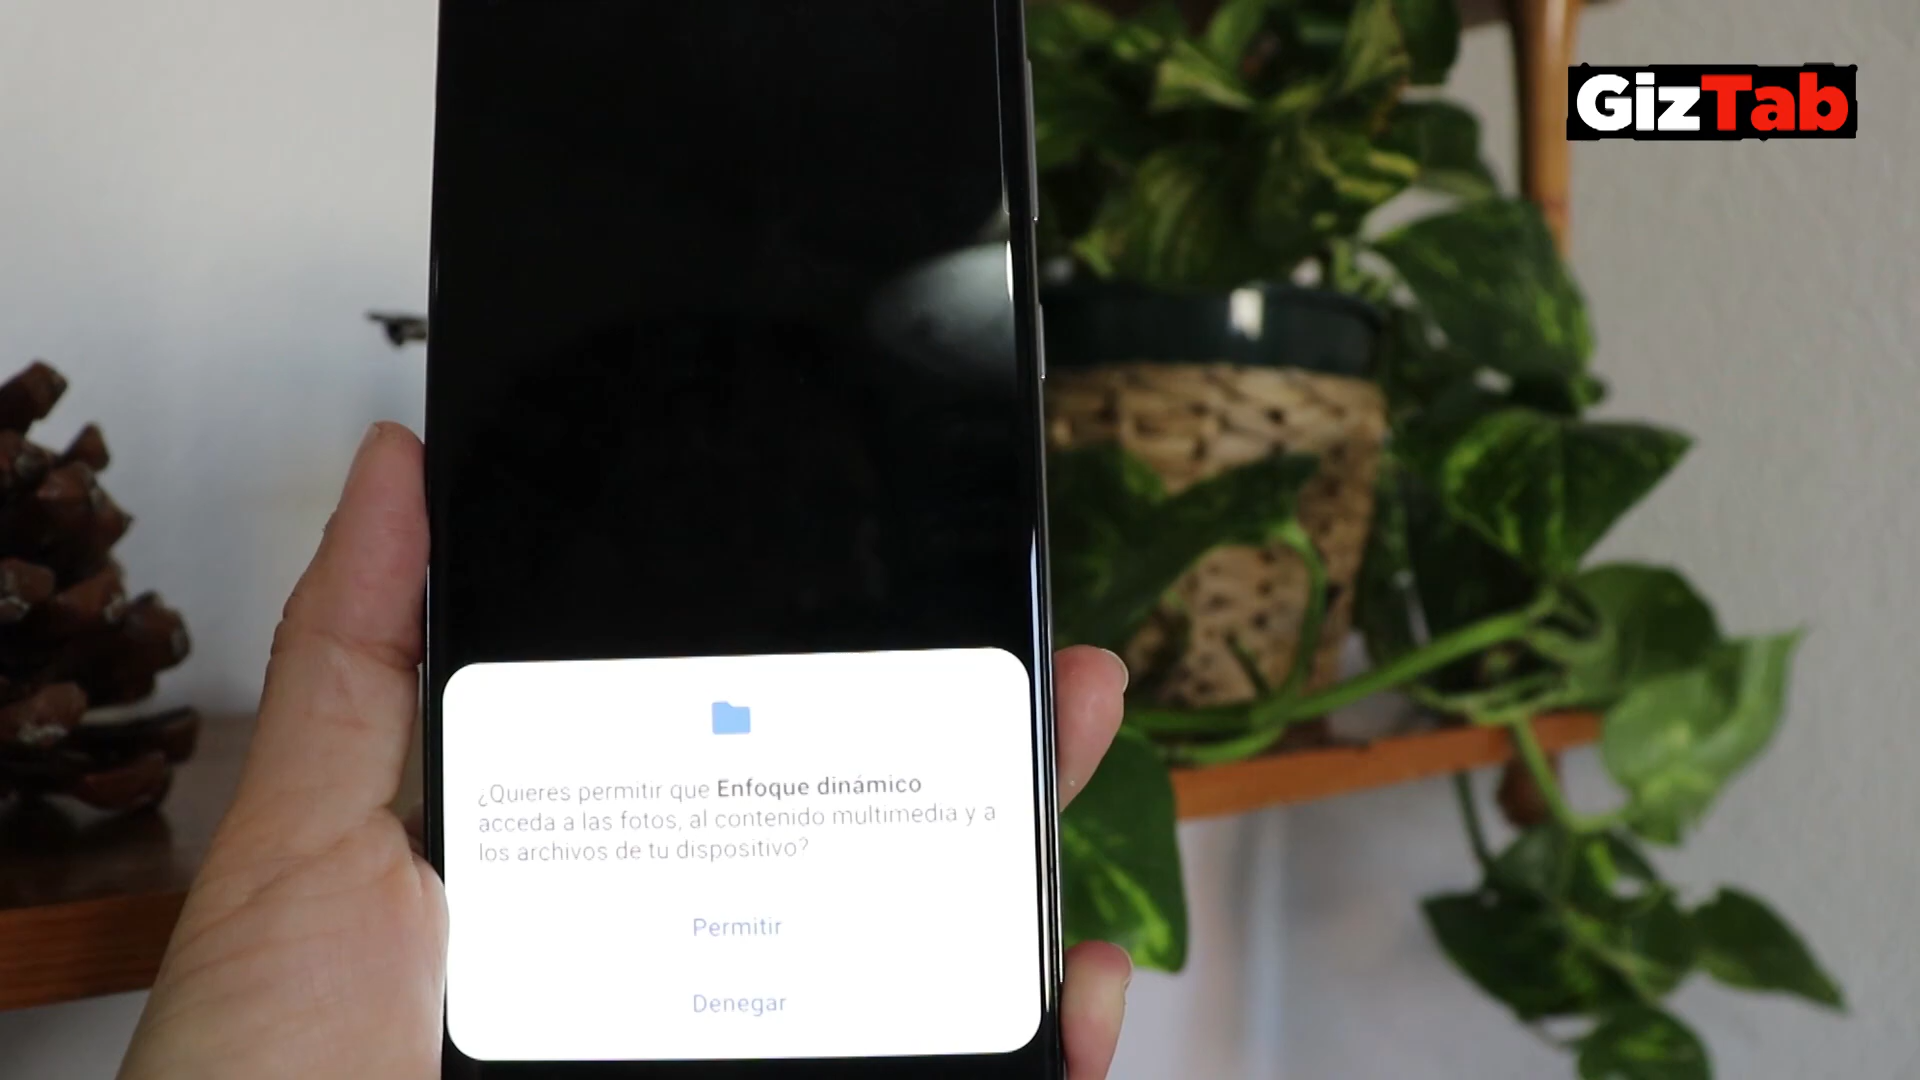 GizTab
¿Quieres permitir que Enfoque dinámico
acceda a las fotos, al contenido multimedia y a
los archivos de tu dispositivo?
Permitir
Denegar